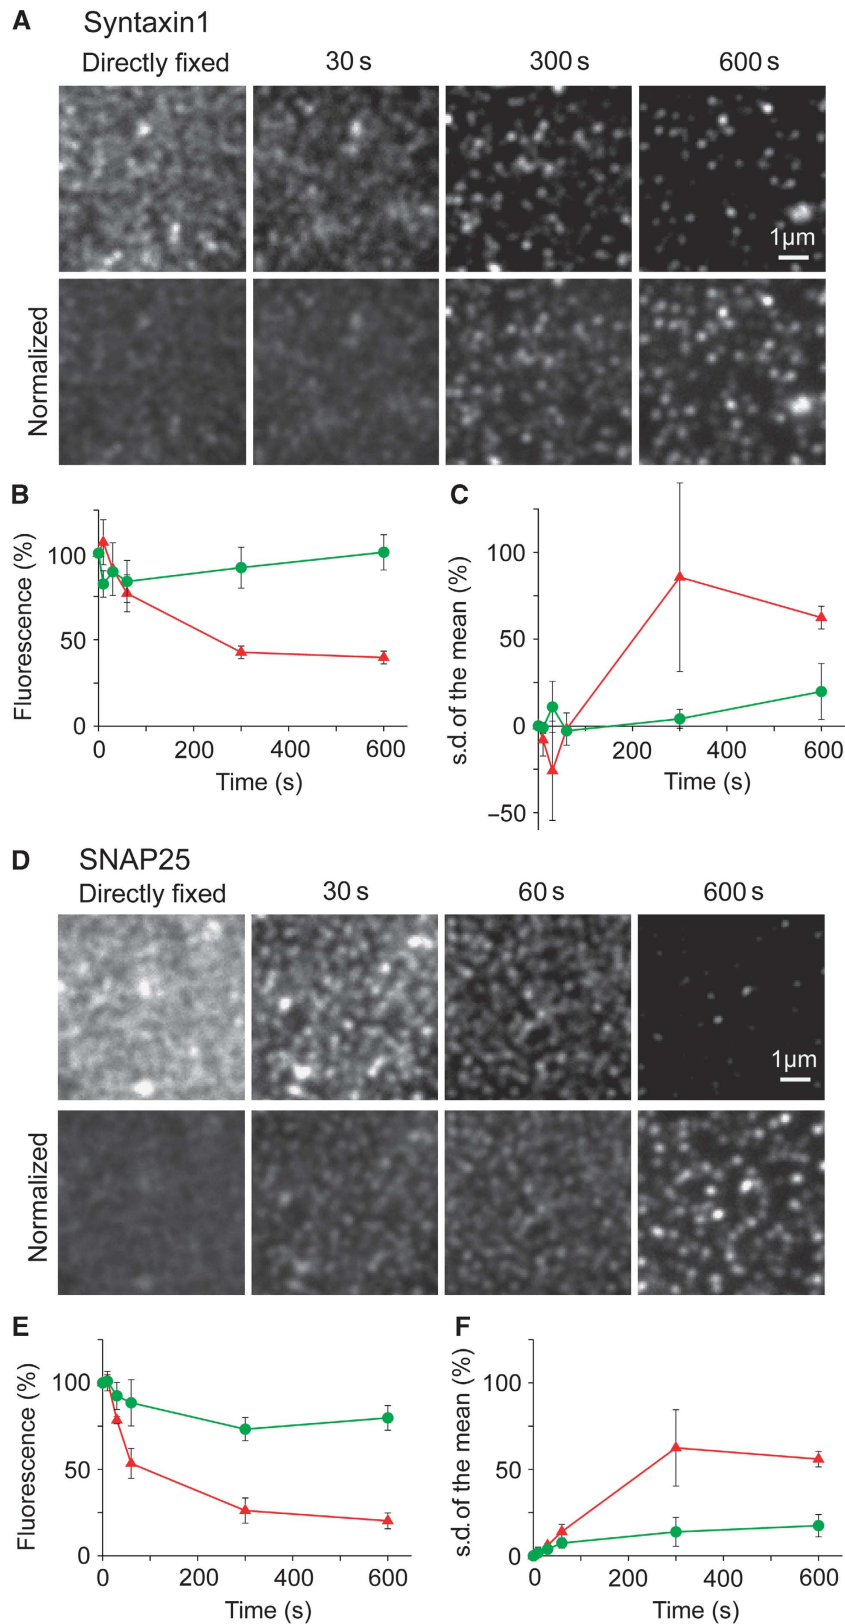 A Syntaxin1
Directly fixed 30 s 300 s 600 s
1µm
Normalized
B
Fluorescence (%)
100
50
0
0 200 400 600
Time (s)
C
s.d. of the mean (%)
100
50
0
−50
200 400 600
Time (s)
D SNAP25
Directly fixed 30 s 60 s 600 s
1µm
Normalized
E
Fluorescence (%)
100
50
0
0 200 400 600
Time (s)
F
s.d. of the mean (%)
100
50
0
0 200 400 600
Time (s)